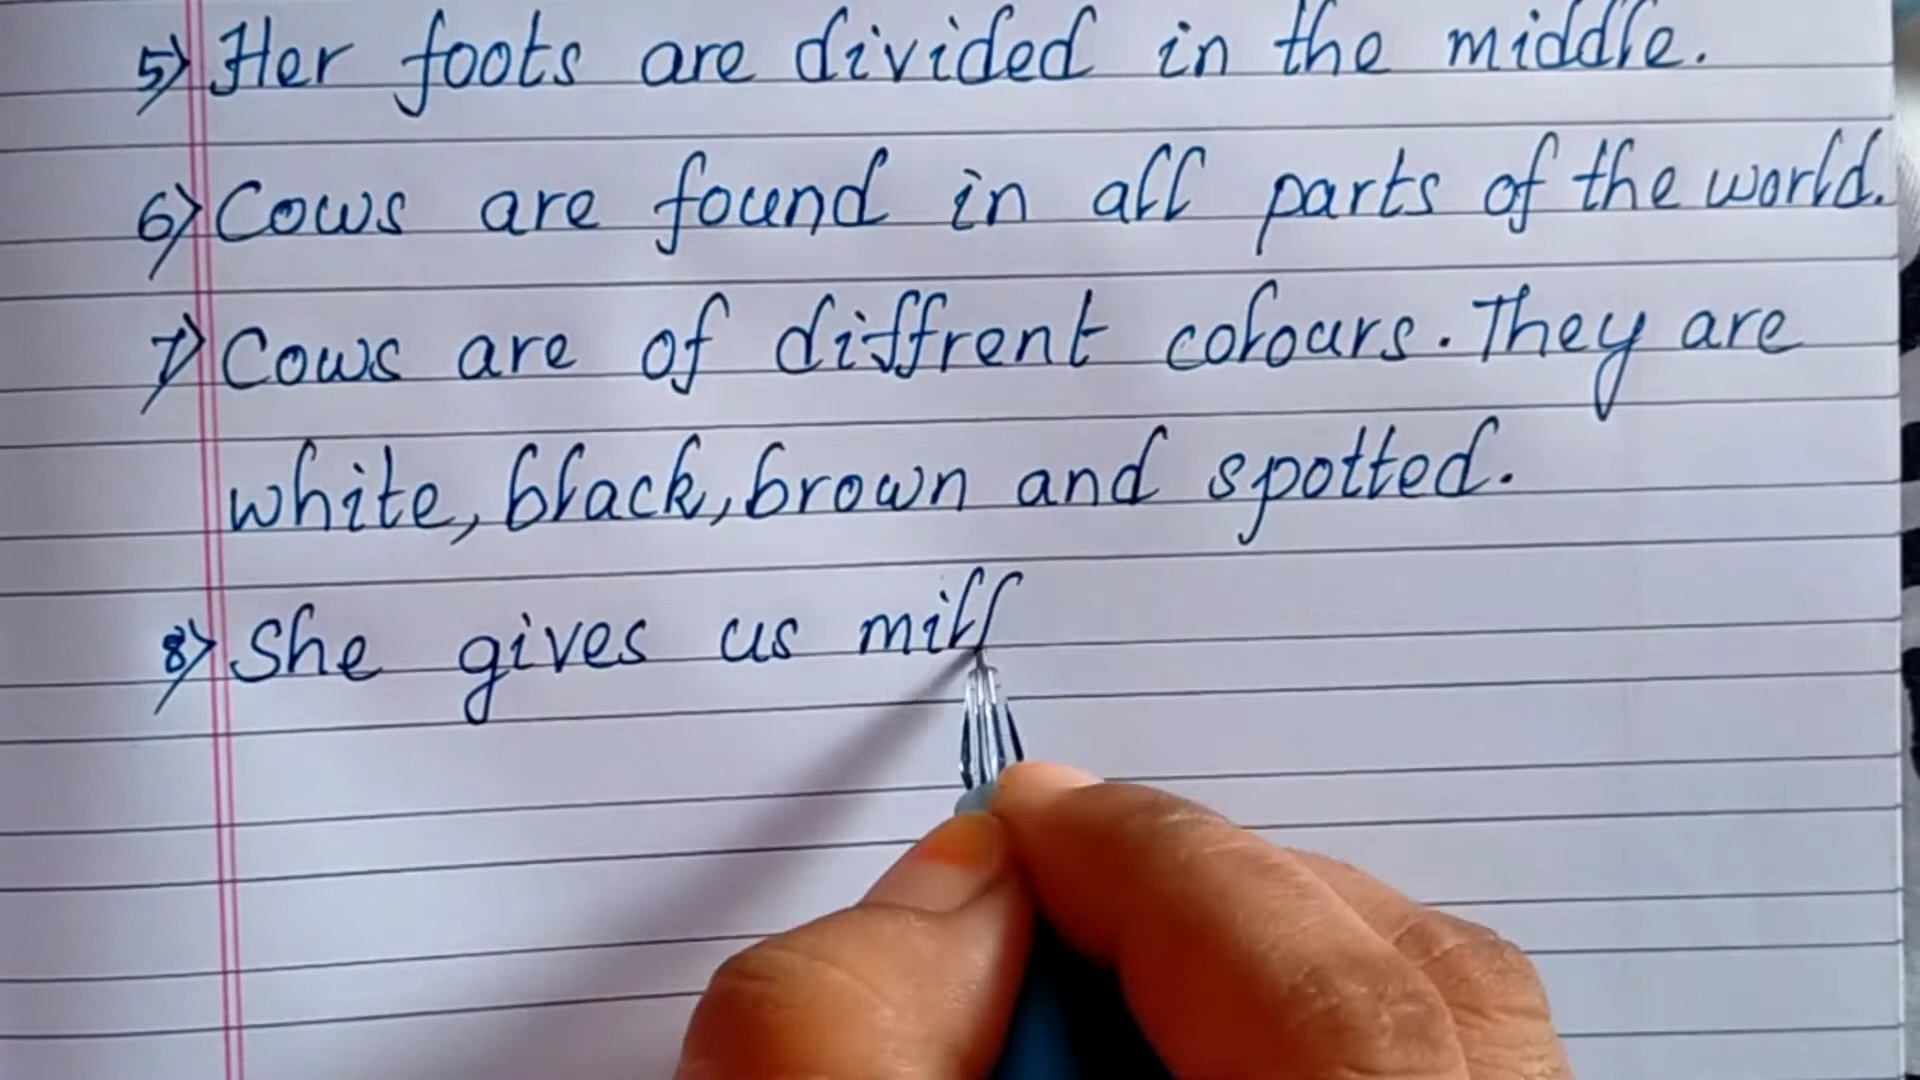 5) Her foots are divided in the middle.
6) Cows are found in all parts of the world.
7) Cows are of diffrent colours. They are
white, black, brown and spotted.
8) She gives us mil